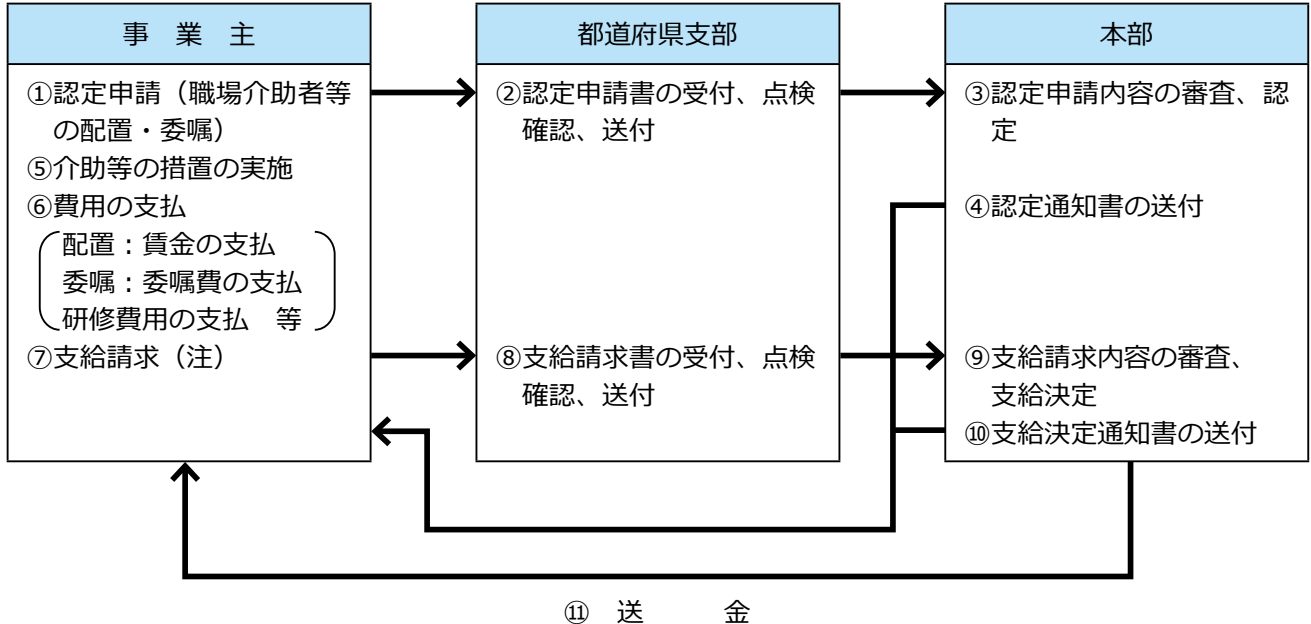 事 業 主
①認定申請（職場介助者等
の配置・委嘱）
⑤介助等の措置の実施
⑥費用の支払
配置：賃金の支払
委嘱：委嘱費の支払
研修費用の支払 等
⑦支給請求（注）
都道府県支部
②認定申請書の受付、点検
確認、送付
⑧支給請求書の受付、点検
確認、送付
本部
③認定申請内容の審査、認
定
④認定通知書の送付
⑨支給請求内容の審査、
支給決定
⑩支給決定通知書の送付
⑪ 送 金